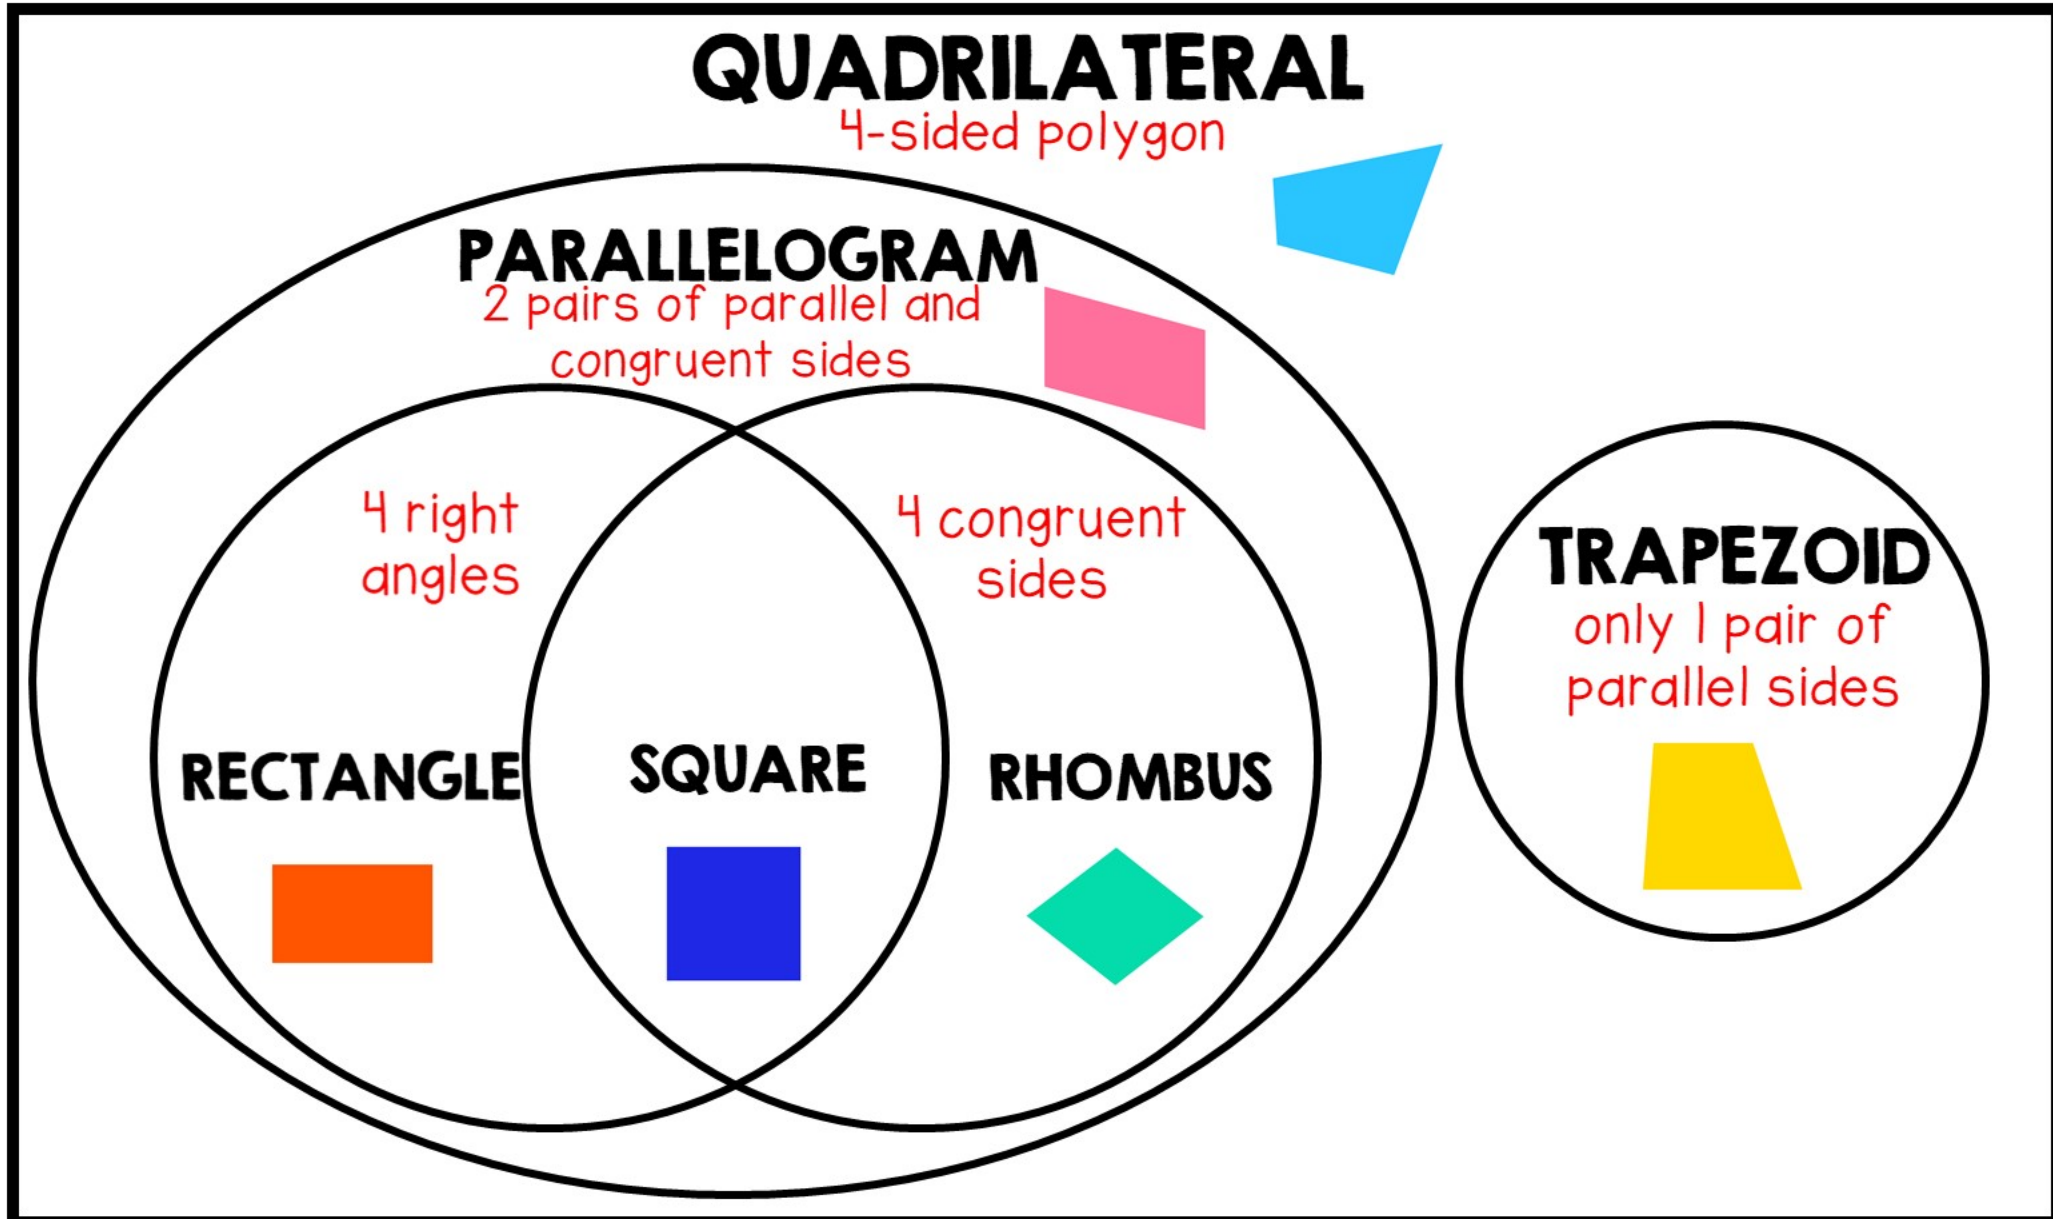 QUADRILATERAL
4-sided polygon
PARALLELOGRAM
2 pairs of parallel and
congruent sides
4 right
angles
4 congruent
sides
RECTANGLE
SQUARE
RHOMBUS
TRAPEZOID
only 1 pair of
parallel sides